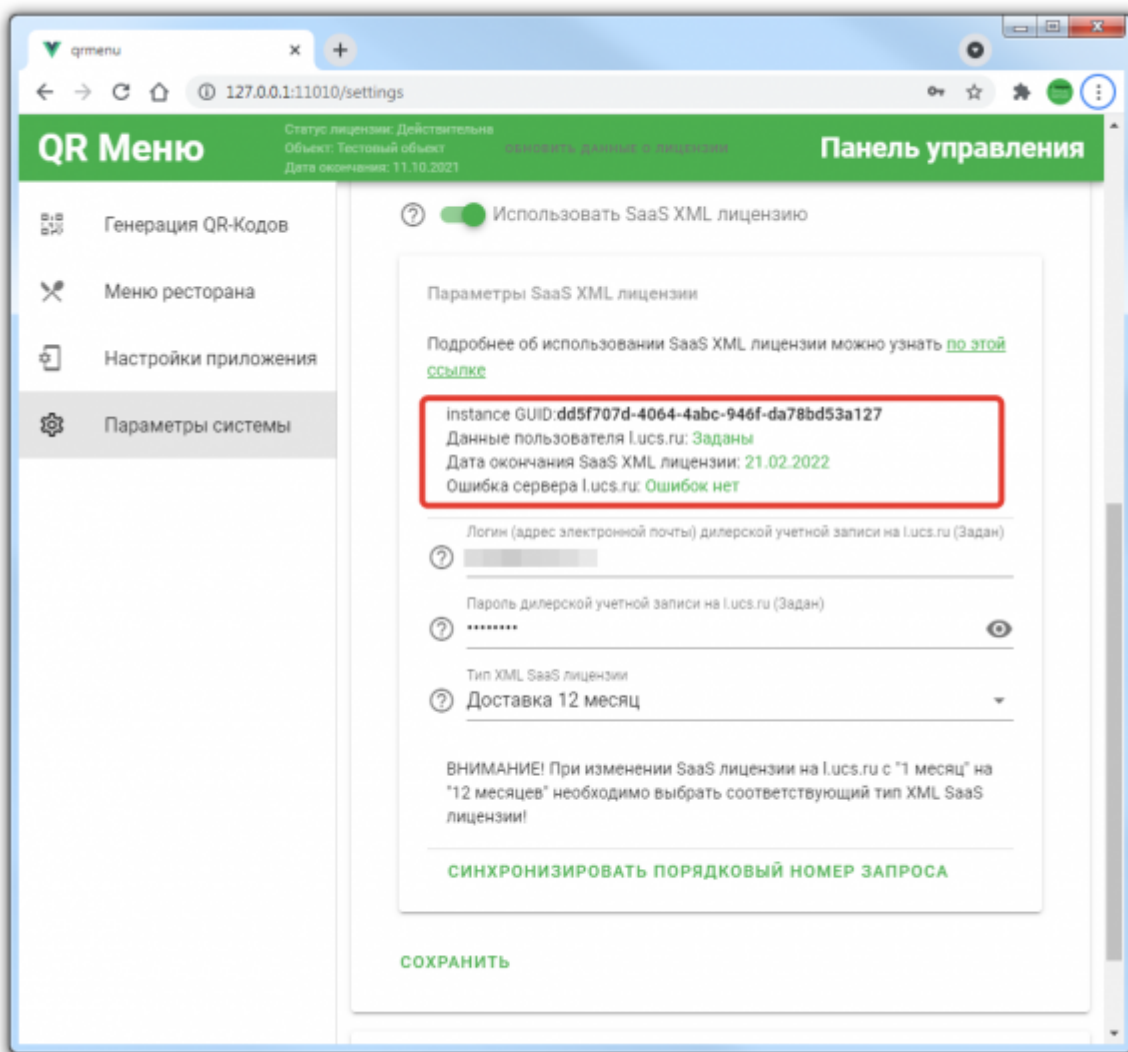 qrmenu
127.0.0.1:11010/settings
QR Меню
Статус лицензии: Действительна
Объект: Тестовый объект
Дата окончания: 11.10.2021
ОБНОВИТЬ ДАННЫЕ О ЛИЦЕНЗИИ
Панель управления
Генерация QR-Кодов
Меню ресторана
Настройки приложения
Параметры системы
Использовать SaaS XML лицензию
Параметры SaaS XML лицензии
Подробнее об использовании SaaS XML лицензии можно узнать по этой
ссылке
instance GUID:dd5f707d-4064-4abc-946f-da78bd53a127
Данные пользователя l.ucs.ru: Заданы
Дата окончания SaaS XML лицензии: 21.02.2022
Ошибка сервера l.ucs.ru: Ошибок нет
Логин (адрес электронной почты) дилерской учетной записи на l.ucs.ru (Задан)
Пароль дилерской учетной записи на l.ucs.ru (Задан)
Тип XML SaaS лицензии
Доставка 12 месяц
ВНИМАНИЕ! При изменении SaaS лицензии на l.ucs.ru с "1 месяц" на
"12 месяцев" необходимо выбрать соответствующий тип XML SaaS
лицензии!
СИНХРОНИЗИРОВАТЬ ПОРЯДКОВЫЙ НОМЕР ЗАПРОСА
СОХРАНИТЬ